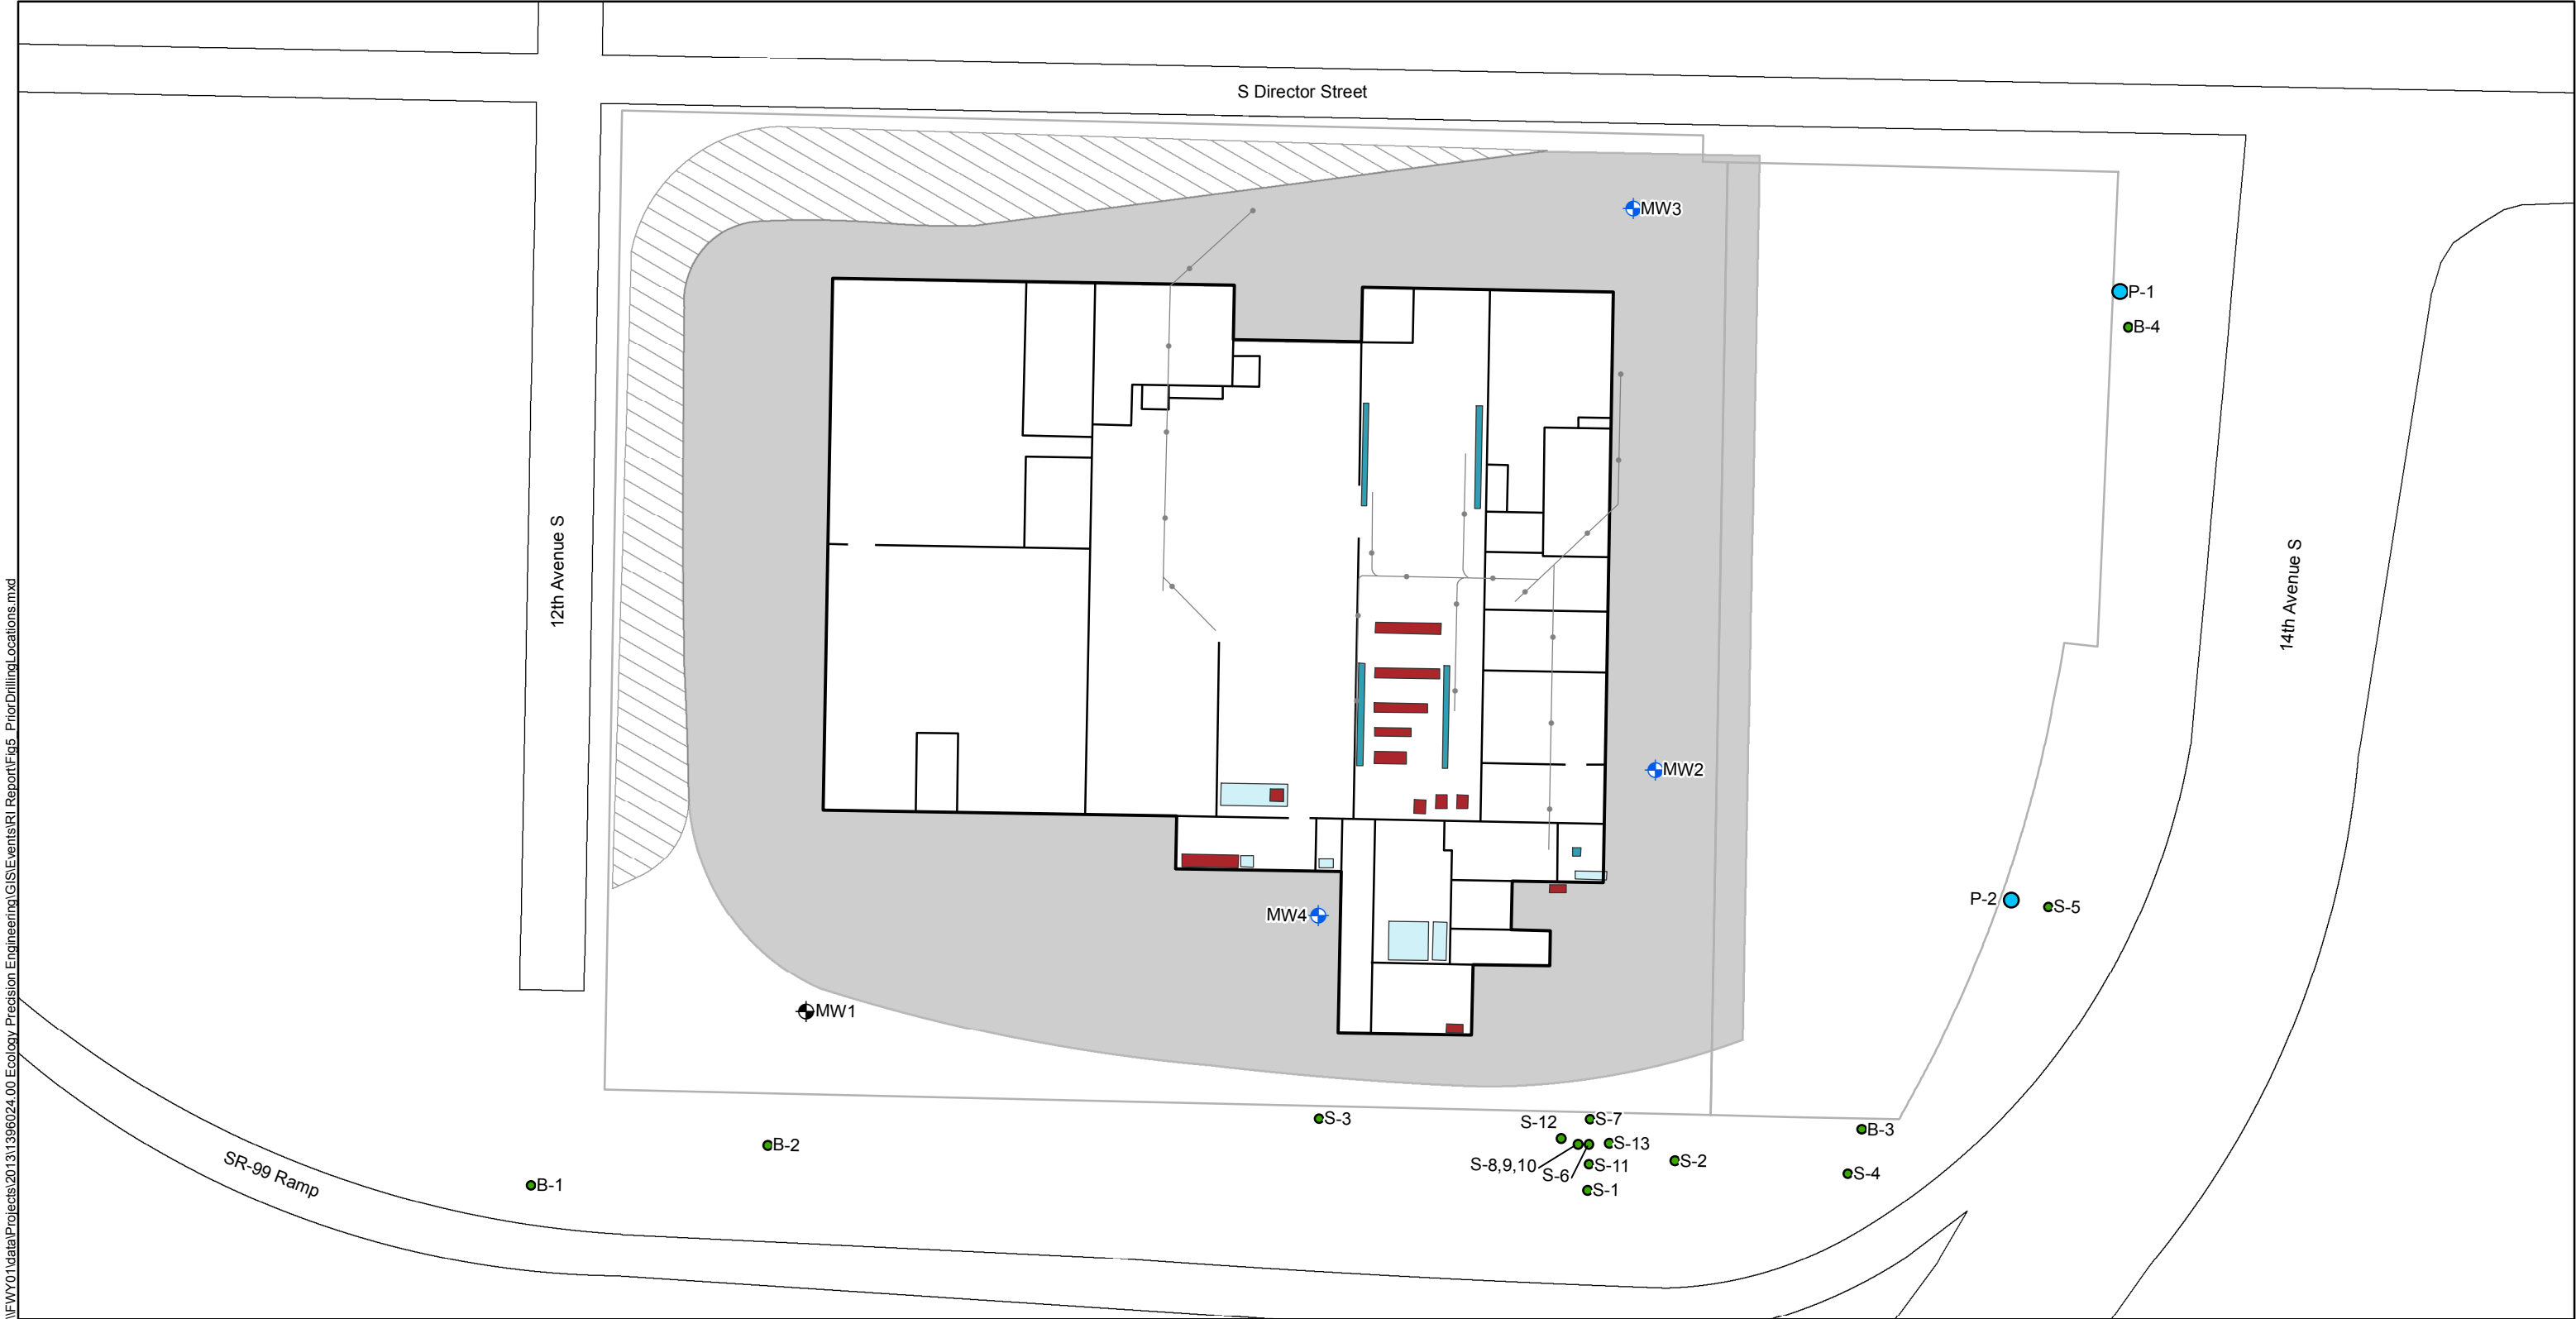 S Director Street
MW3
P-1
B-4
12th Avenue S
14th Avenue S
MW2
P-2
S-5
MW4
MW1
S-3
S-12
S-7
B-3
B-2
S-13
S-8,9,10
S-6
S-11
S-2
S-4
B-1
S-1
SR-99 Ramp
\\FWY01\data\Projects\2013\1396024.00 Ecology Precision Engineering\GIS\Events\RI Report\Fig5_PriorDrillingLocations.mxd